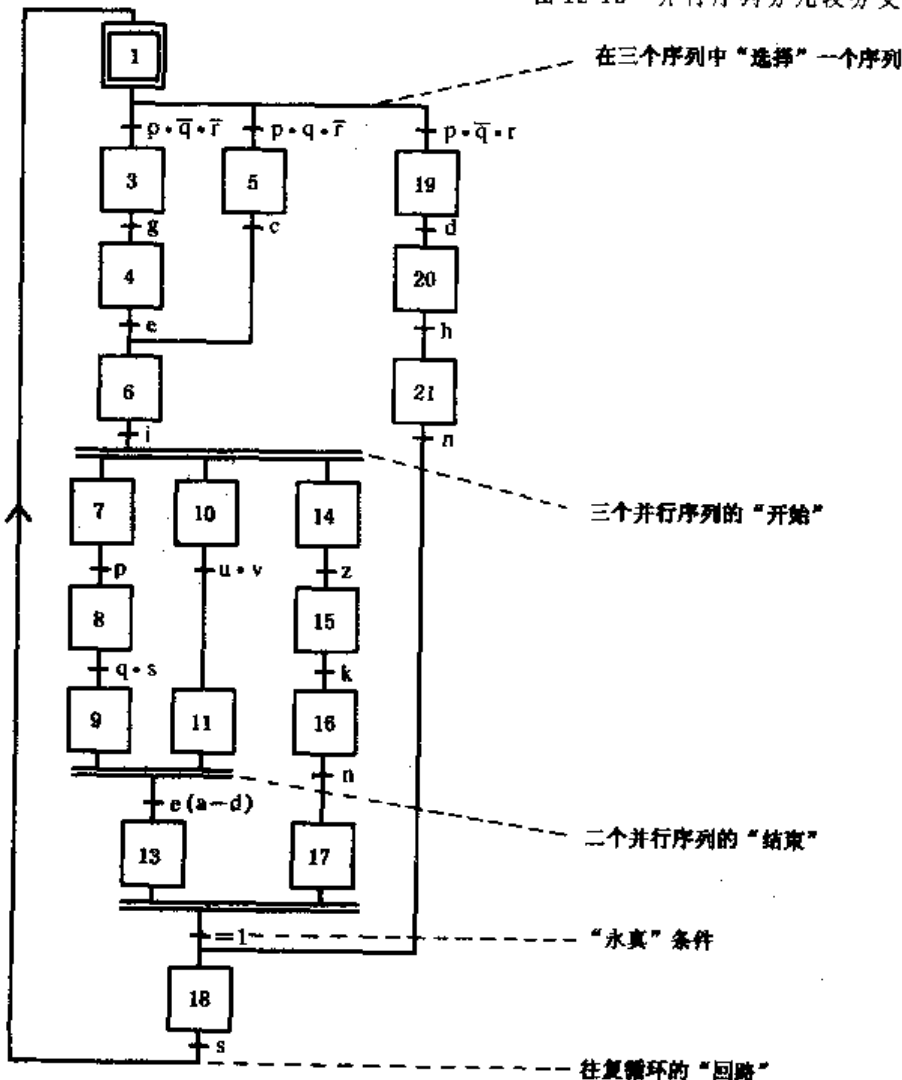 1
在三个序列中“选择”一个序列
p·q̅·r̅
p·q·r̅
p·q̅·r
3
5
19
g
c
d
4
20
e
h
6
21
i
n
7
10
14
三个并行序列的“开始”
p
u·v
z
8
15
q·s
k
9
11
16
n
e(a-d)
13
17
二个并行序列的“结束”
=1
“永真”条件
18
s
往复循环的“回路”